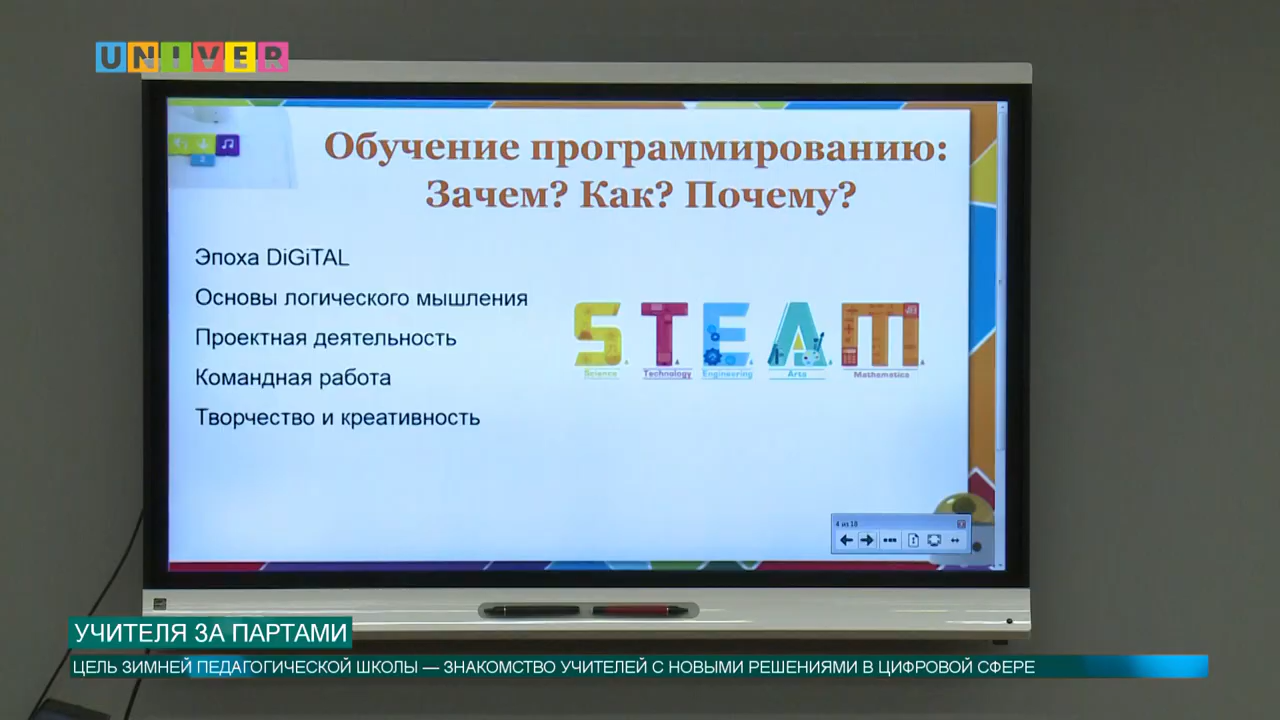 UNIVER
Обучение программированию:
Зачем? Как? Почему?
Эпоха DiGiTAL
Основы логического мышления
Проектная деятельность
Командная работа
Творчество и креативность
STEAM
Science Technology Engineering Arts Mathematics
4 из 18
УЧИТЕЛЯ ЗА ПАРТАМИ
ЦЕЛЬ ЗИМНЕЙ ПЕДАГОГИЧЕСКОЙ ШКОЛЫ — ЗНАКОМСТВО УЧИТЕЛЕЙ С НОВЫМИ РЕШЕНИЯМИ В ЦИФРОВОЙ СФЕРЕ